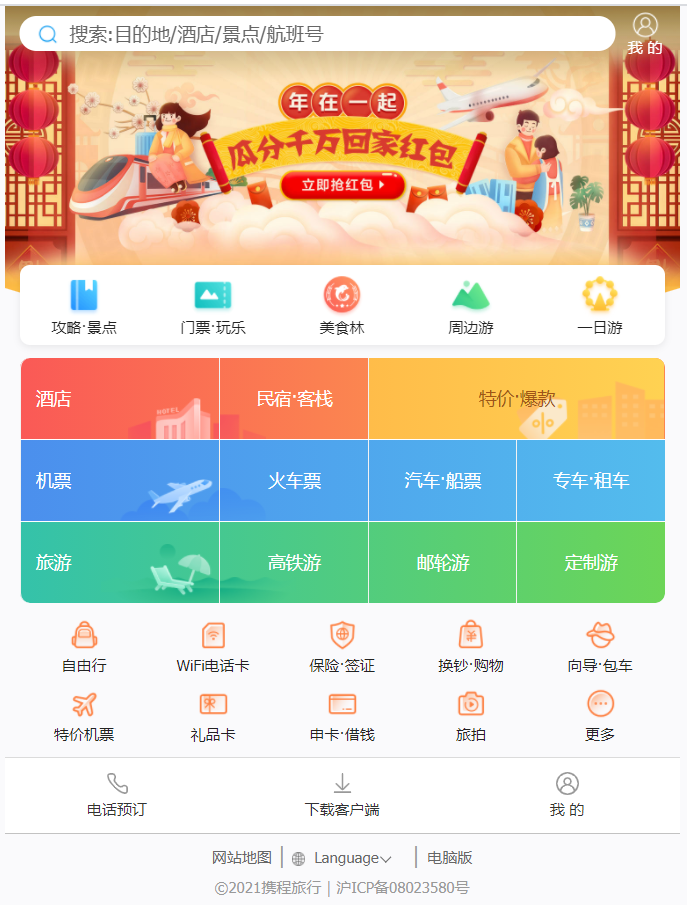 搜索:目的地/酒店/景点/航班号
我 的
年在一起
瓜分千万回家红包
立即抢红包
攻略·景点 门票·玩乐 美食林 周边游 一日游
酒店 民宿·客栈 特价·爆款
HOTEL
机票 火车票 汽车·船票 专车·租车
旅游 高铁游 邮轮游 定制游
自由行 WiFi电话卡 保险·签证 换钞·购物 向导·包车
特价机票 礼品卡 申卡·借钱 旅拍 更多
电话预订 下载客户端 我 的
网站地图 Language 电脑版
©2021携程旅行 | 沪ICP备08023580号